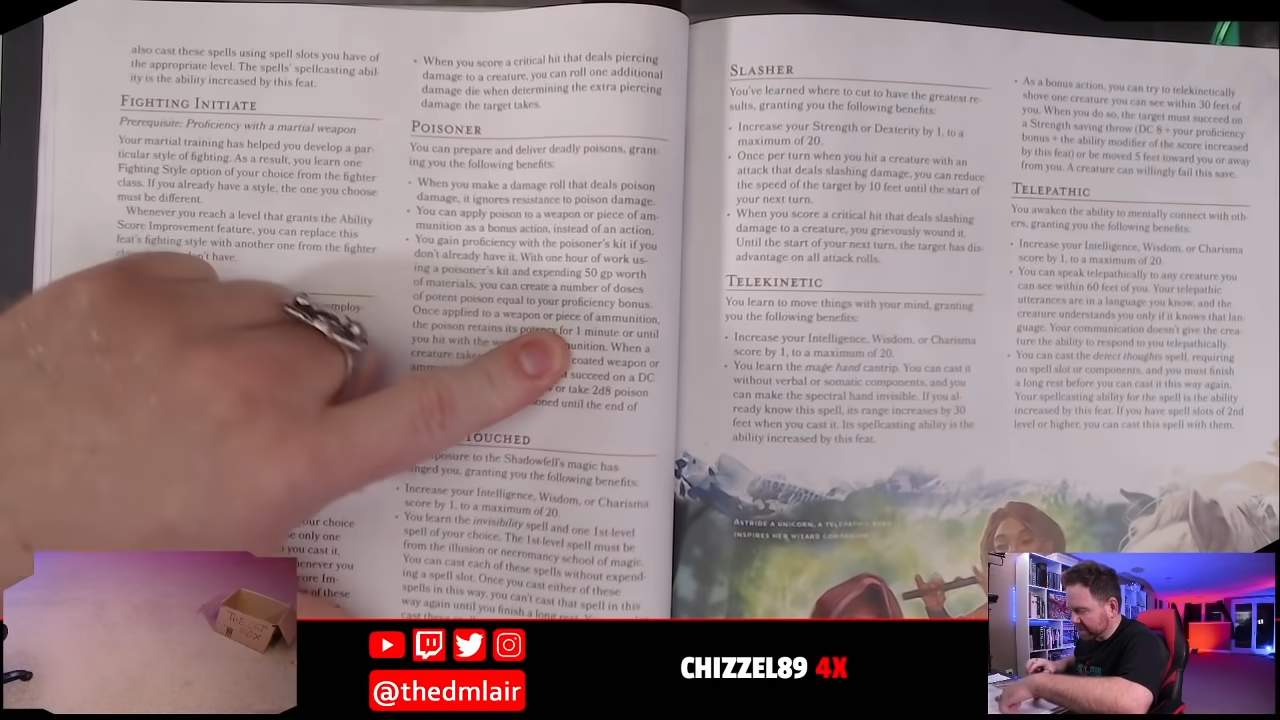 also cast these spells using spell slots you have of
the appropriate level. The spells' spellcasting abil-
ity is the ability increased by this feat.
FIGHTING INITIATE
Prerequisite: Proficiency with a martial weapon
Your martial training has helped you develop a par-
ticular style of fighting. As a result, you learn one
Fighting Style option of your choice from the fighter
class. If you already have a style, the one you choose
must be different.
Whenever you reach a level that grants the Ability
Score Improvement feature, you can replace this
feat's fighting style with another one from the fighter
don't have.
employ-
your choice
only one
you cast it,
whenever you
core Im-
of these
• When you score a critical hit that deals piercing
damage to a creature, you can roll one additional
damage die when determining the extra piercing
damage the target takes.
POISONER
You can prepare and deliver deadly poisons, grant-
ing you the following benefits:
• When you make a damage roll that deals poison
damage, it ignores resistance to poison damage.
• You can apply poison to a weapon or piece of am-
munition as a bonus action, instead of an action.
• You gain proficiency with the poisoner's kit if you
don't already have it. With one hour of work us-
ing a poisoner's kit and expending 50 gp worth
of materials, you can create a number of doses
of potent poison equal to your proficiency bonus.
Once applied to a weapon or piece of ammunition,
the poison retains its potency for 1 minute or until
you hit with the munition. When a
creature takes coated weapon or
succeed on a DC
or take 2d8 poison
until the end of
TOUCHED
posure to the Shadowfell's magic has
nged you, granting you the following benefits:
• Increase your Intelligence, Wisdom, or Charisma
score by 1, to a maximum of 20.
• You learn the invisibility spell and one 1st-level
spell of your choice. The 1st-level spell must be
from the illusion or necromancy school of magic.
You can cast each of these spells without expend-
ing a spell slot. Once you cast either of these
spells in this way, you can't cast that spell in this
way again until you finish a long rest.
SLASHER
You've learned where to cut to have the greatest re-
sults, granting you the following benefits:
• Increase your Strength or Dexterity by 1, to a
maximum of 20.
• Once per turn when you hit a creature with an
attack that deals slashing damage, you can reduce
the speed of the target by 10 feet until the start of
your next turn.
• When you score a critical hit that deals slashing
damage to a creature, you grievously wound it.
Until the start of your next turn, the target has dis-
advantage on all attack rolls.
TELEKINETIC
You learn to move things with your mind, granting
you the following benefits:
• Increase your Intelligence, Wisdom, or Charisma
score by 1, to a maximum of 20.
• You learn the mage hand cantrip. You can cast it
without verbal or somatic components, and you
can make the spectral hand invisible. If you al-
ready know this spell, its range increases by 30
feet when you cast it. Its spellcasting ability is the
ability increased by this feat.
• As a bonus action, you can try to telekinetically
shove one creature you can see within 30 feet of
you. When you do so, the target must succeed on
a Strength saving throw (DC 8 + your proficiency
bonus + the ability modifier of the score increased
by this feat) or be moved 5 feet toward you or away
from you. A creature can willingly fail this save.
TELEPATHIC
You awaken the ability to mentally connect with oth-
ers, granting you the following benefits:
• Increase your Intelligence, Wisdom, or Charisma
score by 1, to a maximum of 20.
• You can speak telepathically to any creature you
can see within 60 feet of you. Your telepathic
utterances are in a language you know, and the
creature understands you only if it knows that lan-
guage. Your communication doesn't give the crea-
ture the ability to respond to you telepathically.
• You can cast the detect thoughts spell, requiring
no spell slot or components, and you must finish
a long rest before you can cast it this way again.
Your spellcasting ability for the spell is the ability
increased by this feat. If you have spell slots of 2nd
level or higher, you can cast this spell with them.
ASTRIDE A UNICORN, A TELEPATHIC BARD
INSPIRES HER WIZARD COMPANION
@thedmlair
CHIZZEL89 4X